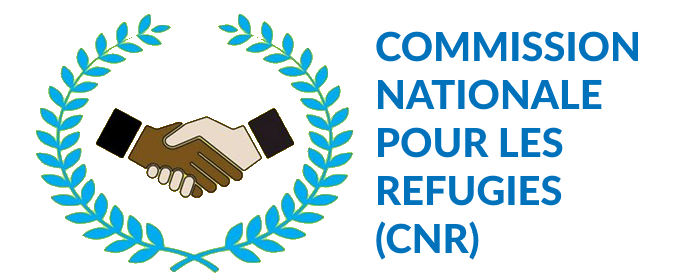 COMMISSION
NATIONALE
POUR LES
REFUGIES
(CNR)